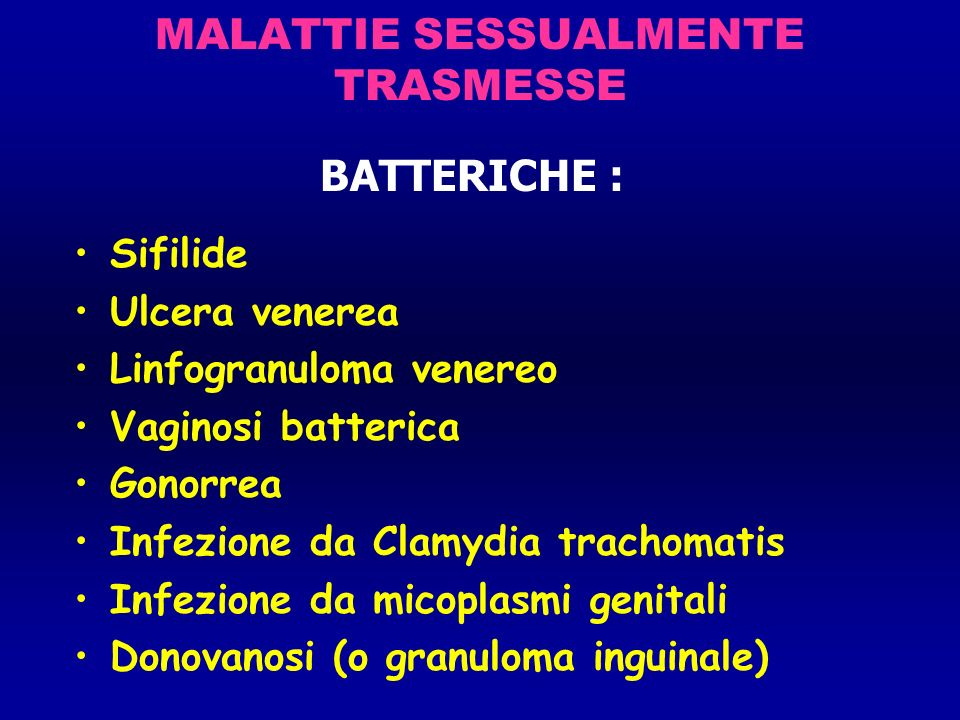 MALATTIE SESSUALMENTE
TRASMESSE
BATTERICHE :
• Sifilide
• Ulcera venerea
• Linfogranuloma venereo
• Vaginosi batterica
• Gonorrea
• Infezione da Clamydia trachomatis
• Infezione da micoplasmi genitali
• Donovanosi (o granuloma inguinale)